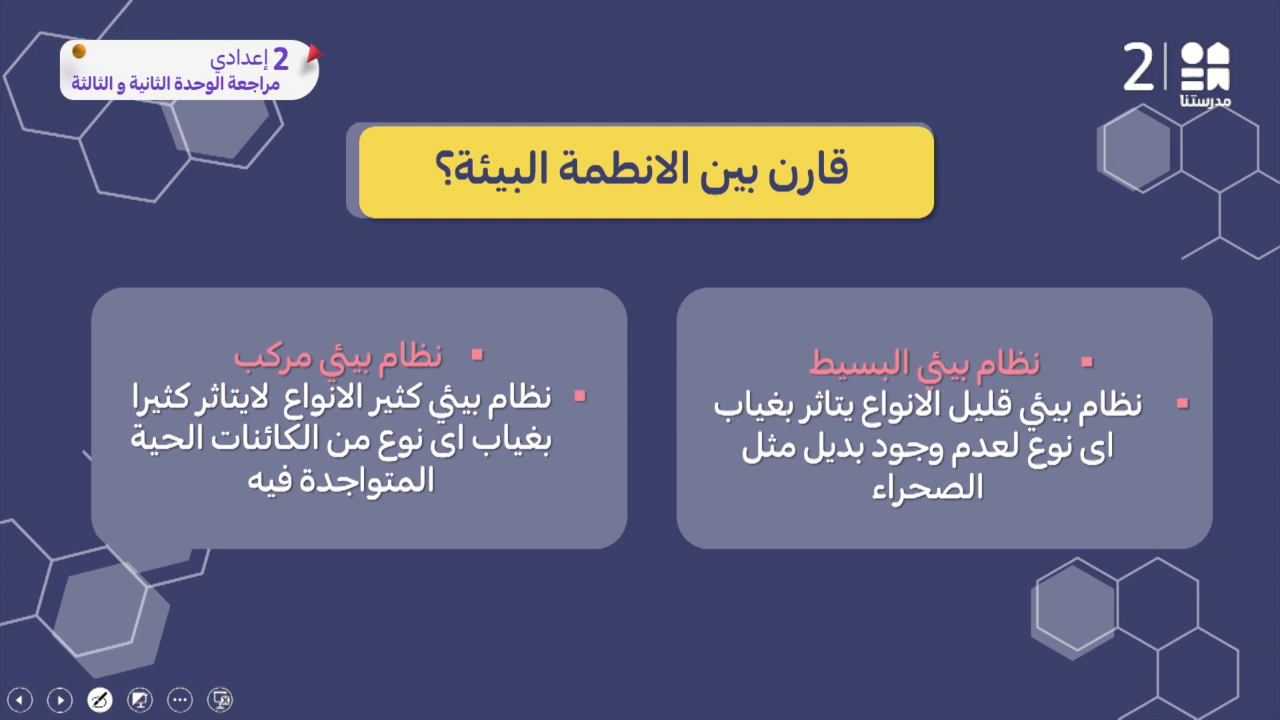 2 إعدادي
مراجعة الوحدة الثانية و الثالثة
2
مدرستنا
قارن بين الانطمة البيئة؟
نظام بيئي البسيط
نظام بيئي قليل الانواع يتاثر بغياب
اى نوع لعدم وجود بديل مثل
الصحراء
نظام بيئي مركب
نظام بيئي كثير الانواع لايتاثر كثيرا
بغياب اى نوع من الكائنات الحية
المتواجدة فيه